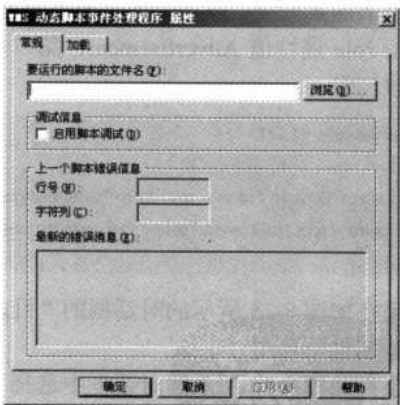 WMS 动态脚本事件处理程序 属性
常规 加载
要运行的脚本的文件名(F):
浏览(B)...
调试信息
启用脚本调试(D)
上一个脚本错误信息
行号(N):
字符列(C):
最新的错误消息(E):
确定 取消 应用(A) 帮助